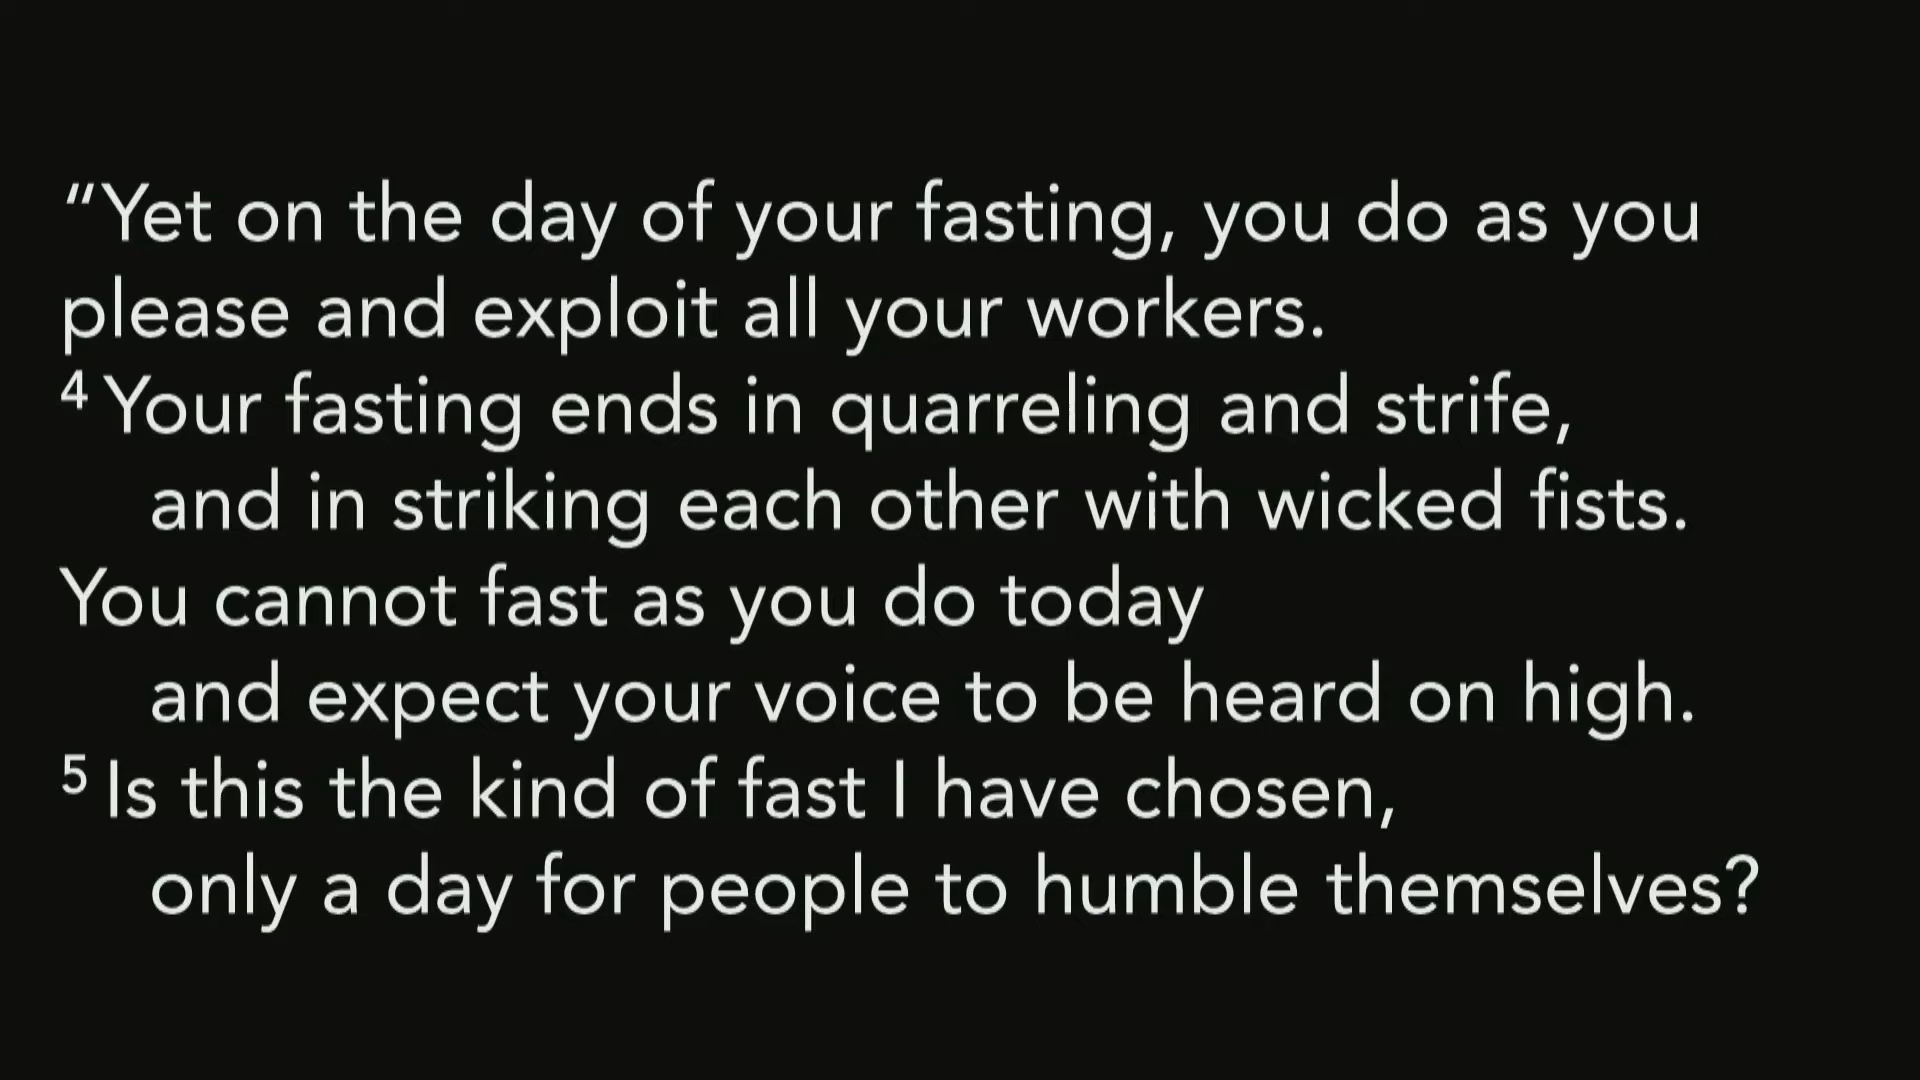 “Yet on the day of your fasting, you do as you
please and exploit all your workers.
4 Your fasting ends in quarreling and strife,
and in striking each other with wicked fists.
You cannot fast as you do today
and expect your voice to be heard on high.
5 Is this the kind of fast I have chosen,
only a day for people to humble themselves?